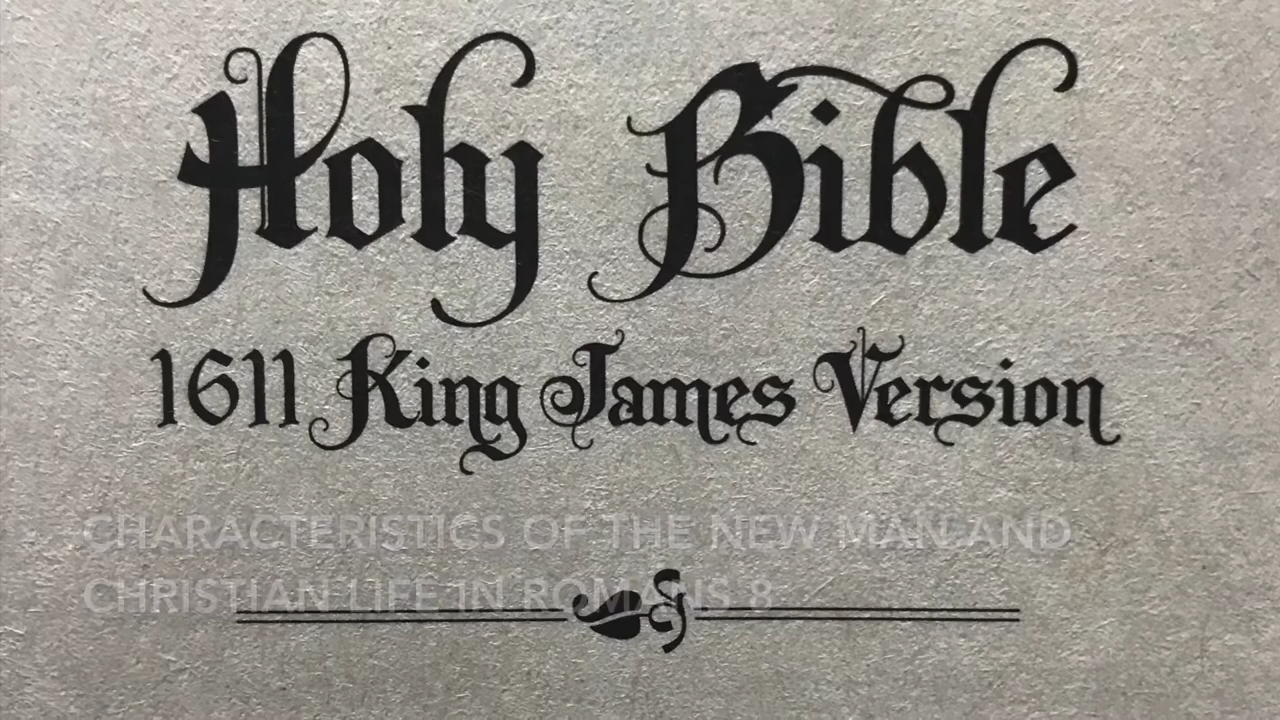 Holy Bible
1611 King James Version
CHARACTERISTICS OF THE NEW MAN AND
CHRISTIAN LIFE IN ROMANS 8